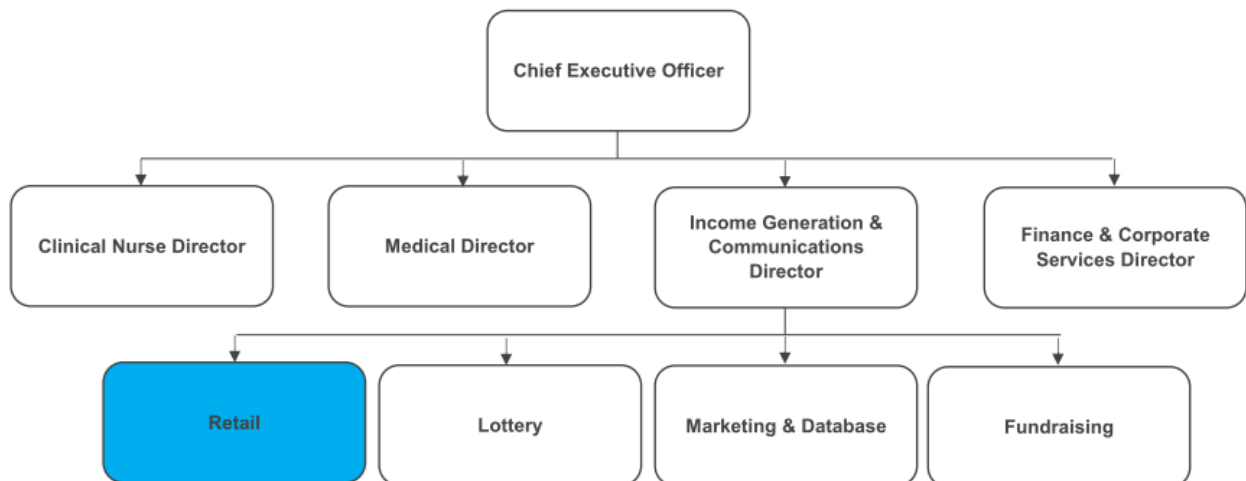 Chief Executive Officer
Clinical Nurse Director
Medical Director
Income Generation &
Communications
Director
Finance & Corporate
Services Director
Retail
Lottery
Marketing & Database
Fundraising